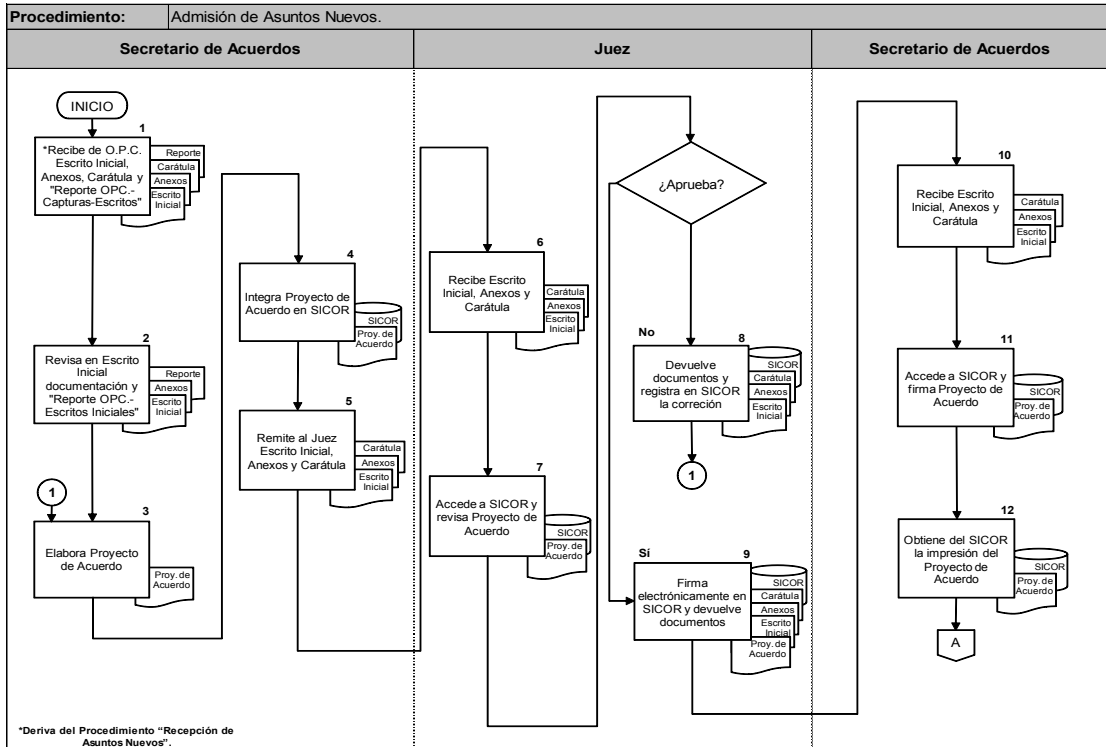 Procedimiento: Admisión de Asuntos Nuevos.
Secretario de Acuerdos
Juez
Secretario de Acuerdos
INICIO
1
*Recibe de O.P.C.
Escrito Inicial,
Anexos, Carátula y
"Reporte OPC.-
Capturas-Escritos"
Reporte
Carátula
Anexos
Escrito
Inicial
2
Revisa en Escrito
Inicial
documentación y
"Reporte OPC.-
Escritos Iniciales"
Reporte
Anexos
Escrito
Inicial
1
3
Elabora Proyecto
de Acuerdo
Proy. de
Acuerdo
4
Integra Proyecto de
Acuerdo en SICOR
SICOR
Proy. de
Acuerdo
5
Remite al Juez
Escrito Inicial,
Anexos y Carátula
Carátula
Anexos
Escrito
Inicial
6
Recibe Escrito
Inicial, Anexos y
Carátula
Carátula
Anexos
Escrito
Inicial
7
Accede a SICOR y
revisa Proyecto de
Acuerdo
SICOR
Proy. de
Acuerdo
¿Aprueba?
No
8
Devuelve
documentos y
registra en SICOR
la correción
SICOR
Carátula
Anexos
Escrito
Inicial
1
Sí
9
Firma
electrónicamente en
SICOR y devuelve
documentos
SICOR
Carátula
Anexos
Escrito
Inicial
Proy. de
Acuerdo
10
Recibe Escrito
Inicial, Anexos y
Carátula
Carátula
Anexos
Escrito
Inicial
11
Accede a SICOR y
firma Proyecto de
Acuerdo
SICOR
Proy. de
Acuerdo
12
Obtiene del SICOR
la impresión del
Proyecto de
Acuerdo
SICOR
Proy. de
Acuerdo
A
*Deriva del Procedimiento “Recepción de
Asuntos Nuevos”.